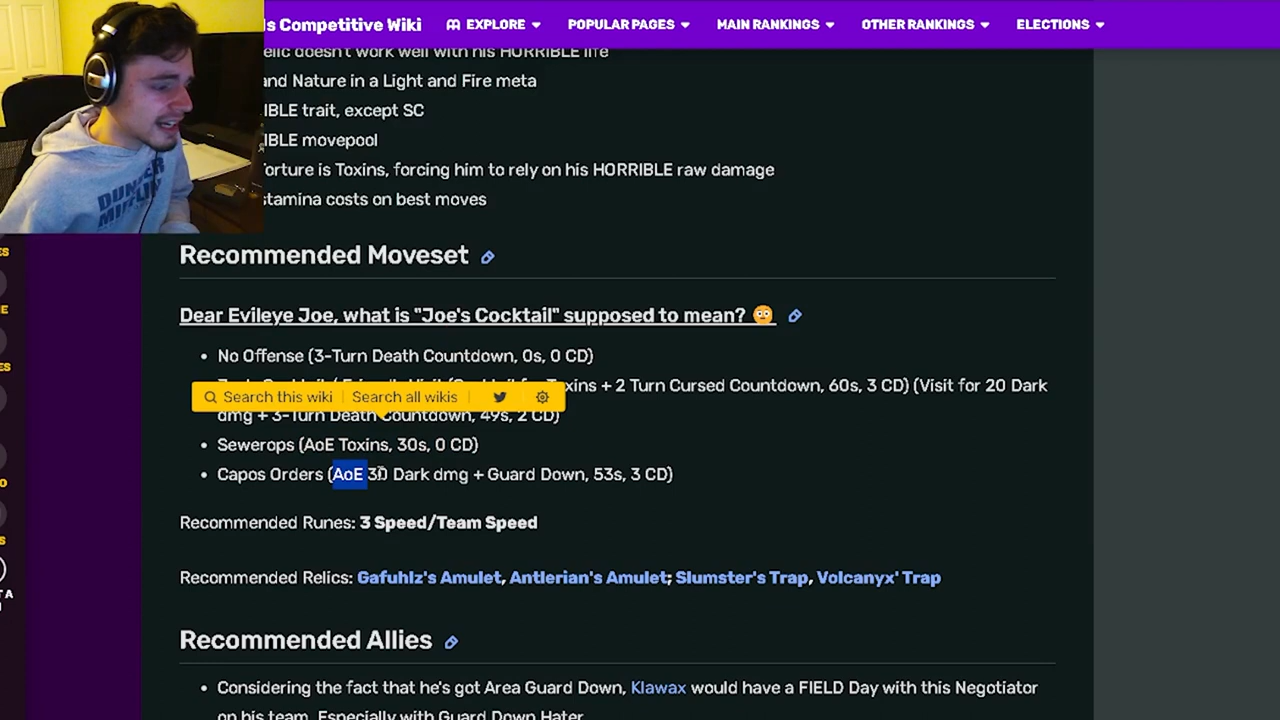 ls Competitive Wiki EXPLORE POPULAR PAGES MAIN RANKINGS OTHER RANKINGS ELECTIONS
relic doesn't work well with his HORRIBLE life
and Nature in a Light and Fire meta
IBLE trait, except SC
IBLE movepool
Torture is Toxins, forcing him to rely on his HORRIBLE raw damage
stamina costs on best moves
DUNDER
MIFFLIN
Recommended Moveset
Dear Evileye Joe, what is "Joe's Cocktail" supposed to mean? 😳
• No Offense (3-Turn Death Countdown, 0s, 0 CD)
Toxins + 2 Turn Cursed Countdown, 60s, 3 CD) (Visit for 20 Dark
Search this wiki Search all wikis
dmg + 3-Turn Death Countdown, 49s, 2 CD)
• Sewerops (AoE Toxins, 30s, 0 CD)
• Capos Orders (AoE 30 Dark dmg + Guard Down, 53s, 3 CD)
Recommended Runes: 3 Speed/Team Speed
Recommended Relics: Gafuhlz's Amulet, Antlerian's Amulet; Slumster's Trap, Volcanyx' Trap
Recommended Allies
• Considering the fact that he's got Area Guard Down, Klawax would have a FIELD Day with this Negotiator
on his team. Especially with Guard Down Hater.